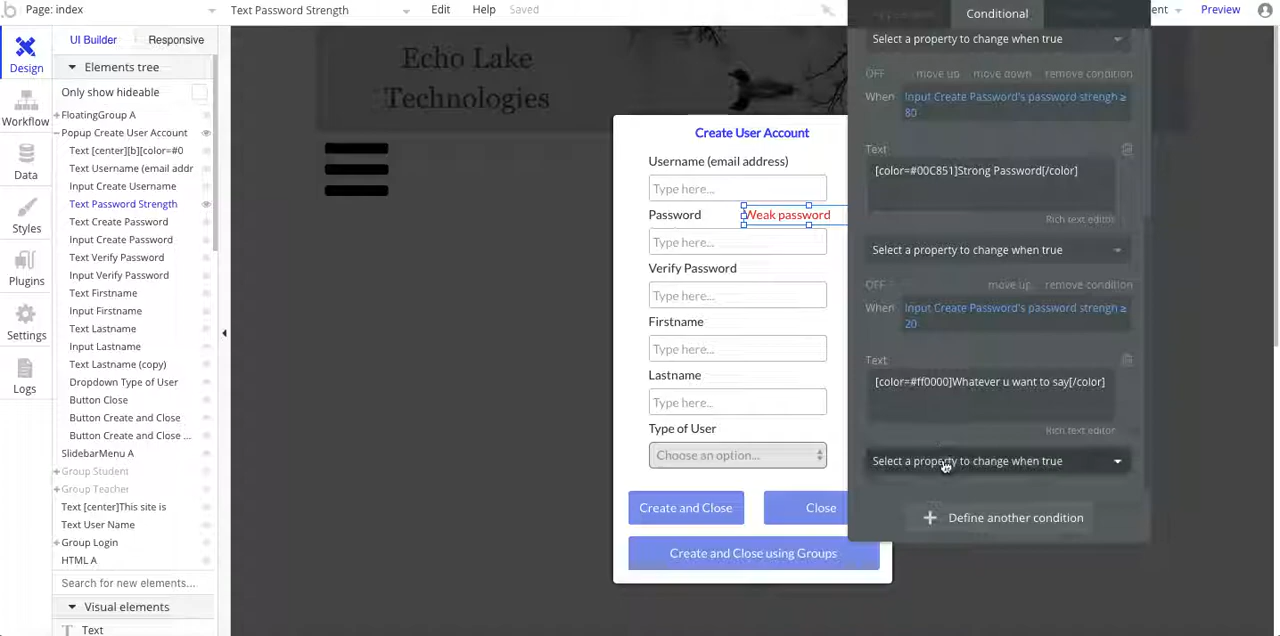 Page: index
Text Password Strength
Edit
Help
Saved
Conditional
Preview
Design
Workflow
Data
Styles
Plugins
Settings
Logs
UI Builder
Responsive
Elements tree
Only show hideable
FloatingGroup A
Popup Create User Account
Text [center][b][color=#0
Text Username (email addr
Input Create Username
Text Password Strength
Text Create Password
Input Create Password
Text Verify Password
Input Verify Password
Text Firstname
Input Firstname
Text Lastname
Input Lastname
Text Lastname (copy)
Dropdown Type of User
Button Close
Button Create and Close
Button Create and Close ...
SlidebarMenu A
Group Student
Group Teacher
Text [center]This site is
Text User Name
Group Login
HTML A
Search for new elements...
Visual elements
Text
Echo Lake
Technologies
Create User Account
Username (email address)
Type here...
Password
Weak password
Type here...
Verify Password
Type here...
Firstname
Type here...
Lastname
Type here...
Type of User
Choose an option...
Create and Close
Close
Create and Close using Groups
Select a property to change when true
OFF
move up
move down
remove condition
When
Input Create Password's password strengh ≥
80
Text
[color=#00C851]Strong Password[/color]
Rich text editor
Select a property to change when true
OFF
move up
remove condition
When
Input Create Password's password strengh ≥
20
Text
[color=#ff0000]Whatever u want to say[/color]
Rich text editor
Select a property to change when true
Define another condition